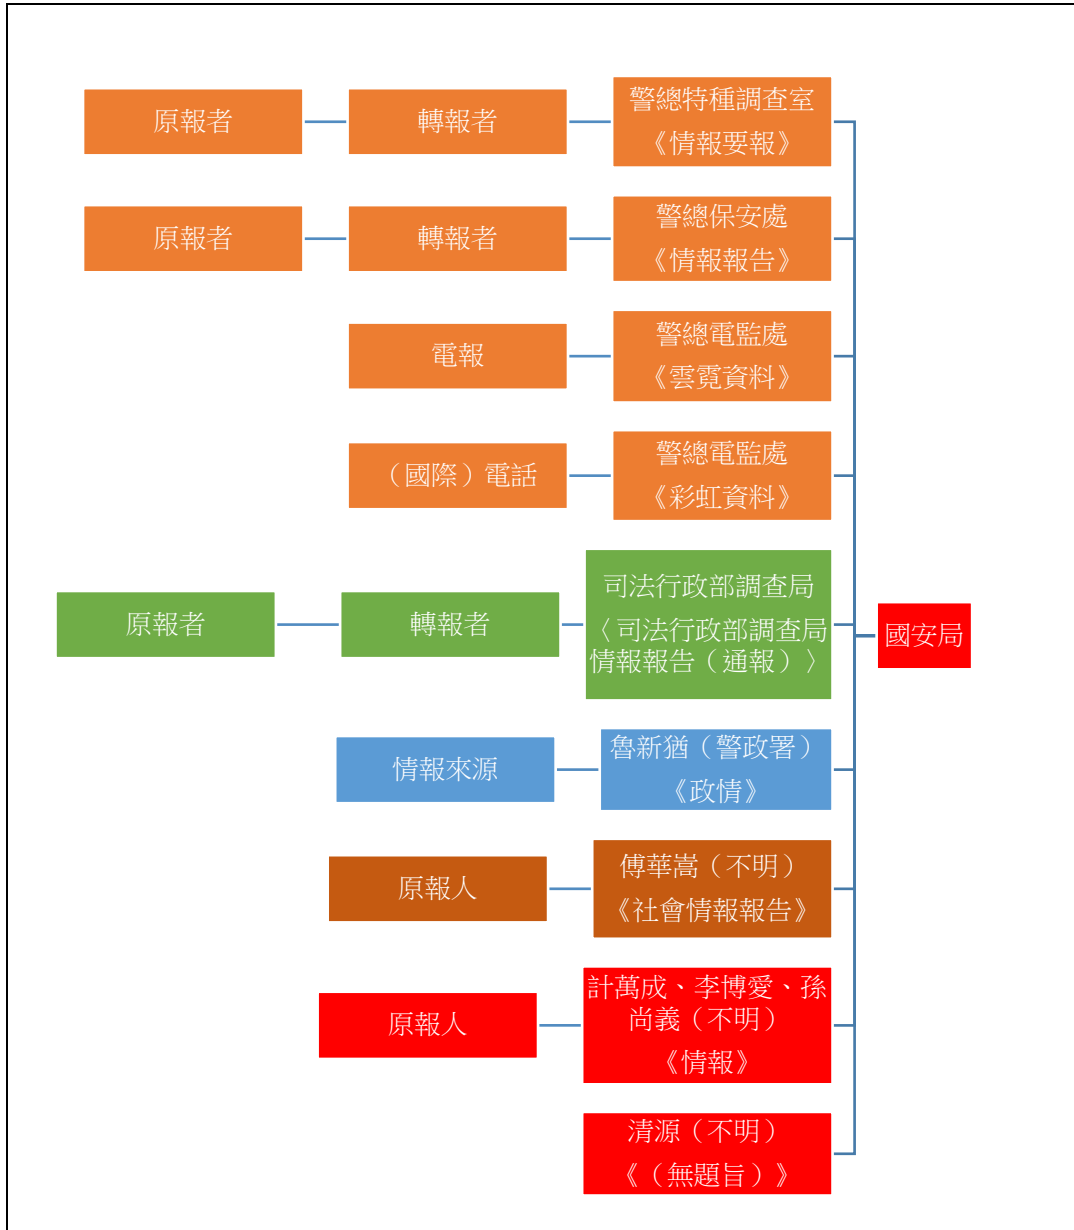 原報者
轉報者
警總特種調查室
《情報要報》
原報者
轉報者
警總保安處
《情報報告》
電報
警總電監處
《雲霓資料》
（國際）電話
警總電監處
《彩虹資料》
原報者
轉報者
司法行政部調查局
〈司法行政部調查局
情報報告（通報）〉
國安局
情報來源
魯新猶（警政署）
《政情》
原報人
傅華嵩（不明）
《社會情報報告》
原報人
計萬成、李博愛、孫
尚義（不明）
《情報》
清源（不明）
《（無題旨）》